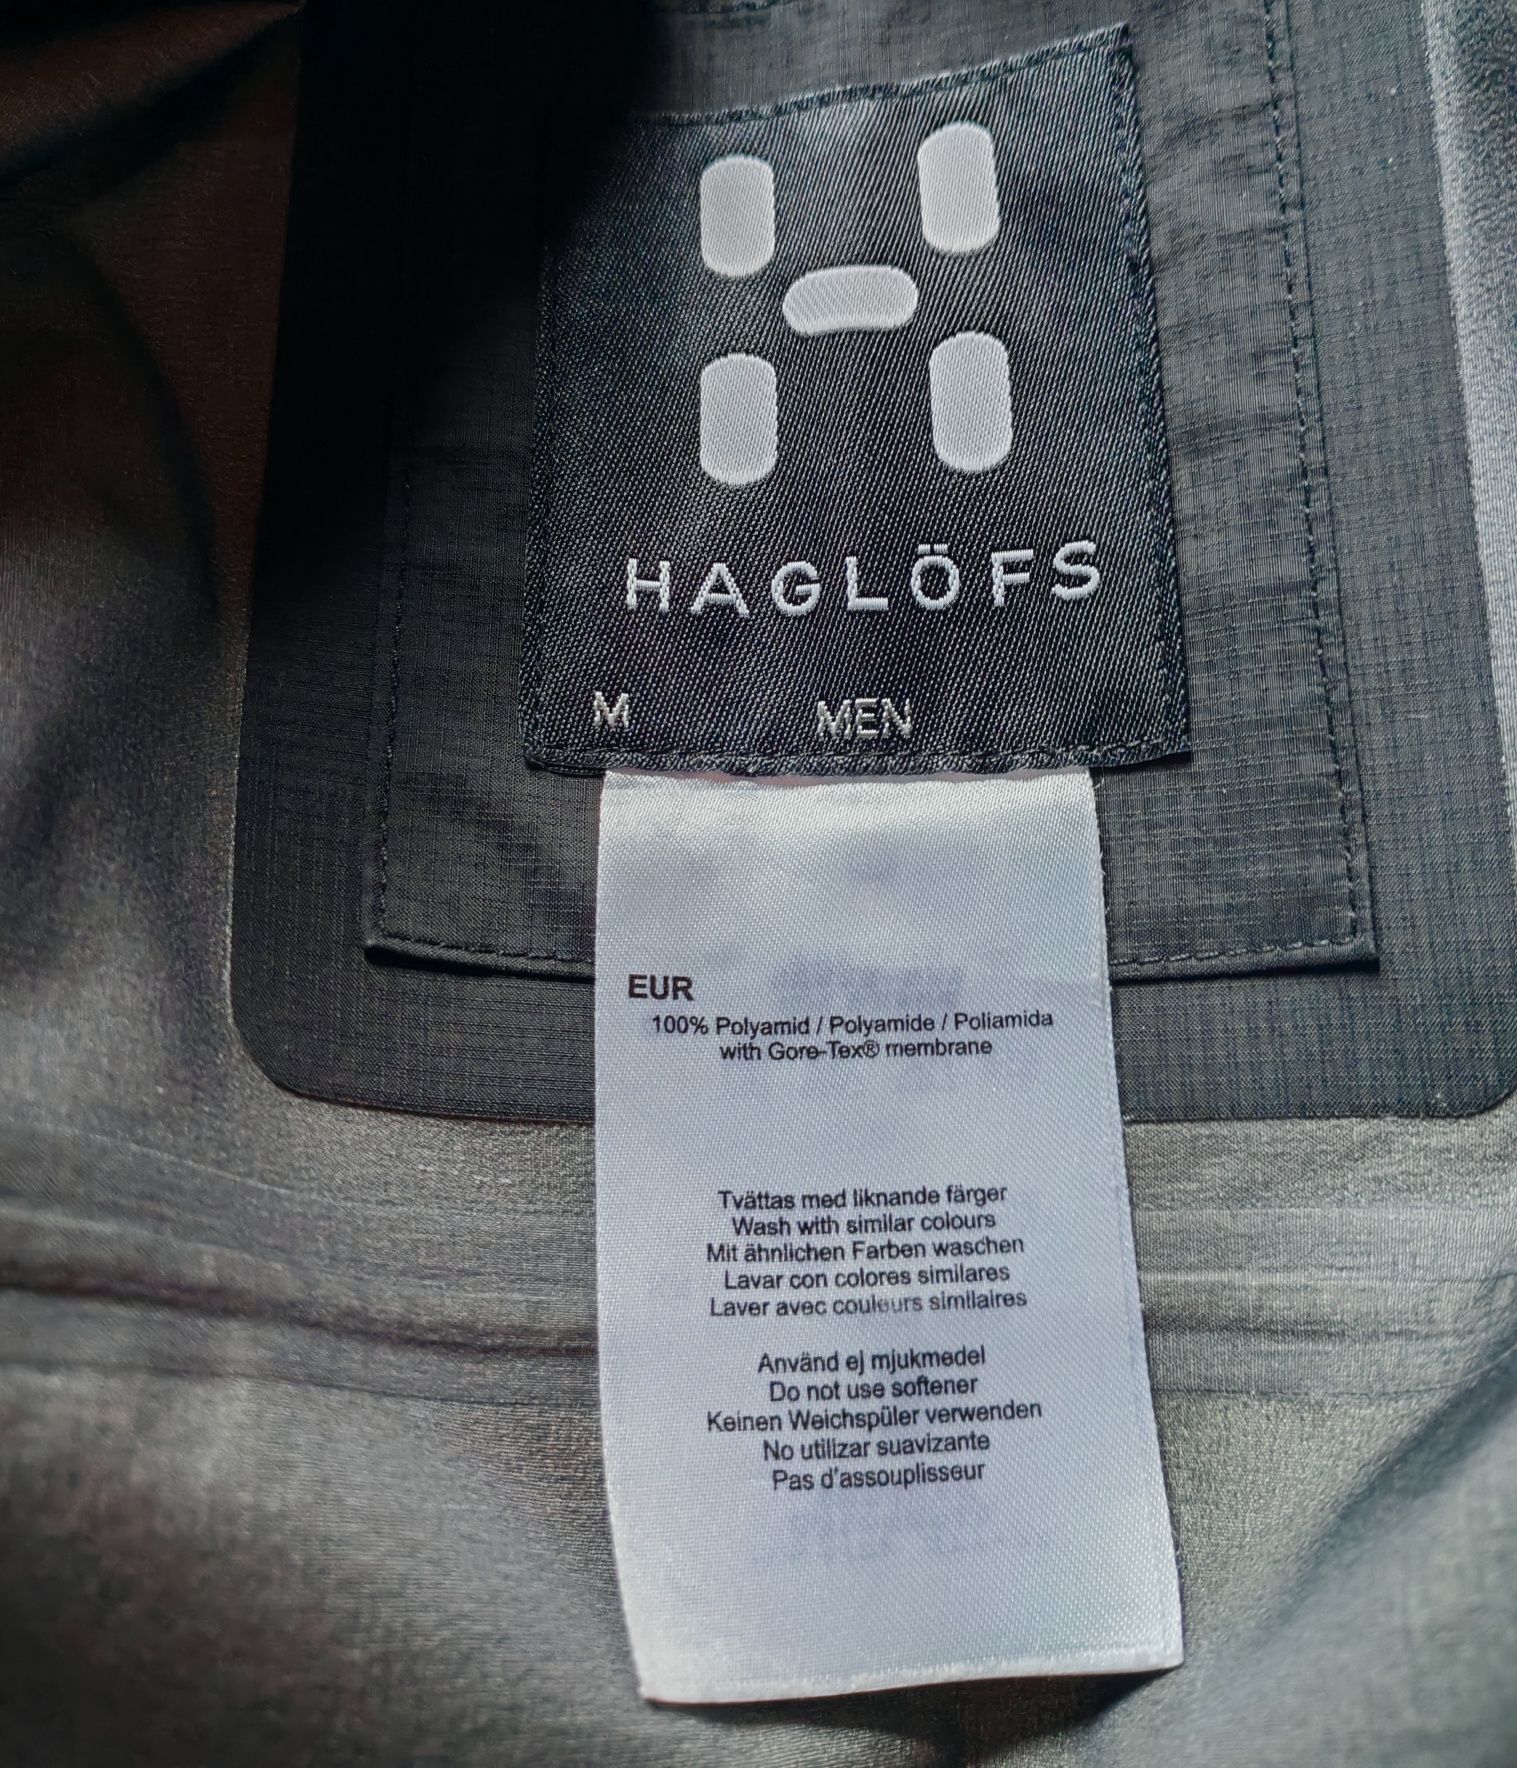 HAGLÖFS
M MEN
EUR
100% Polyamid / Polyamide / Poliamida
with Gore-Tex® membrane
Tvättas med liknande färger
Wash with similar colours
Mit ähnlichen Farben waschen
Lavar con colores similares
Laver avec couleurs similaires
Använd ej mjukmedel
Do not use softener
Keinen Weichspüler verwenden
No utilizar suavizante
Pas d'assouplisseur